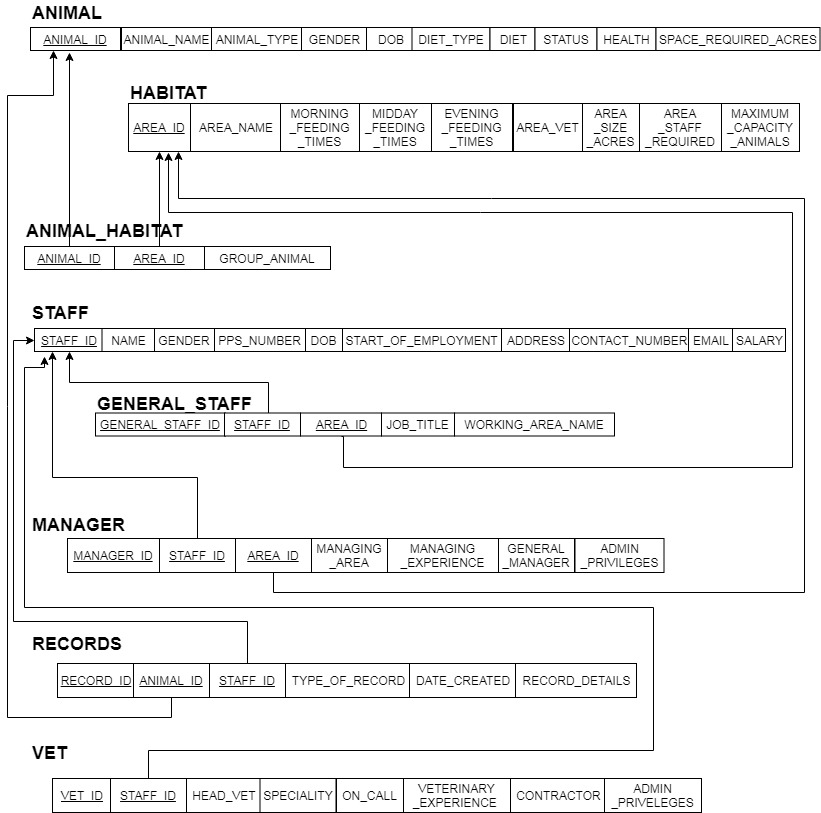 ANIMAL
ANIMAL_ID ANIMAL_NAME ANIMAL_TYPE GENDER DOB DIET_TYPE DIET STATUS HEALTH SPACE_REQUIRED_ACRES
HABITAT
AREA_ID AREA_NAME MORNING _FEEDING _TIMES MIDDAY _FEEDING _TIMES EVENING _FEEDING _TIMES AREA_VET AREA _SIZE _ACRES AREA _STAFF _REQUIRED MAXIMUM _CAPACITY _ANIMALS
ANIMAL_HABITAT
ANIMAL_ID AREA_ID GROUP_ANIMAL
STAFF
STAFF_ID NAME GENDER PPS_NUMBER DOB START_OF_EMPLOYMENT ADDRESS CONTACT_NUMBER EMAIL SALARY
GENERAL_STAFF
GENERAL_STAFF_ID STAFF_ID AREA_ID JOB_TITLE WORKING_AREA_NAME
MANAGER
MANAGER_ID STAFF_ID AREA_ID MANAGING _AREA MANAGING _EXPERIENCE GENERAL _MANAGER ADMIN _PRIVILEGES
RECORDS
RECORD_ID ANIMAL_ID STAFF_ID TYPE_OF_RECORD DATE_CREATED RECORD_DETAILS
VET
VET_ID STAFF_ID HEAD_VET SPECIALITY ON_CALL VETERINARY _EXPERIENCE CONTRACTOR ADMIN _PRIVELEGES